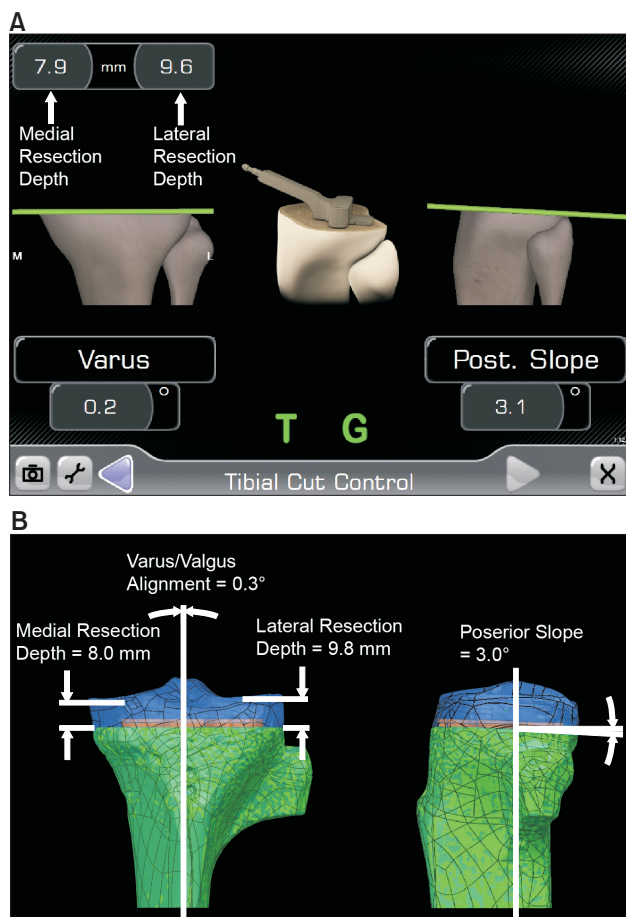 A
7.9 mm 9.6
Medial
Resection
Depth
Lateral
Resection
Depth
M
L
Varus
Post. Slope
0.2 °
3.1 °
T G
1.12
Tibial Cut Control
X
B
Varus/Valgus
Alignment = 0.3°
Medial Resection
Depth = 8.0 mm
Lateral Resection
Depth = 9.8 mm
Poserior Slope
= 3.0°